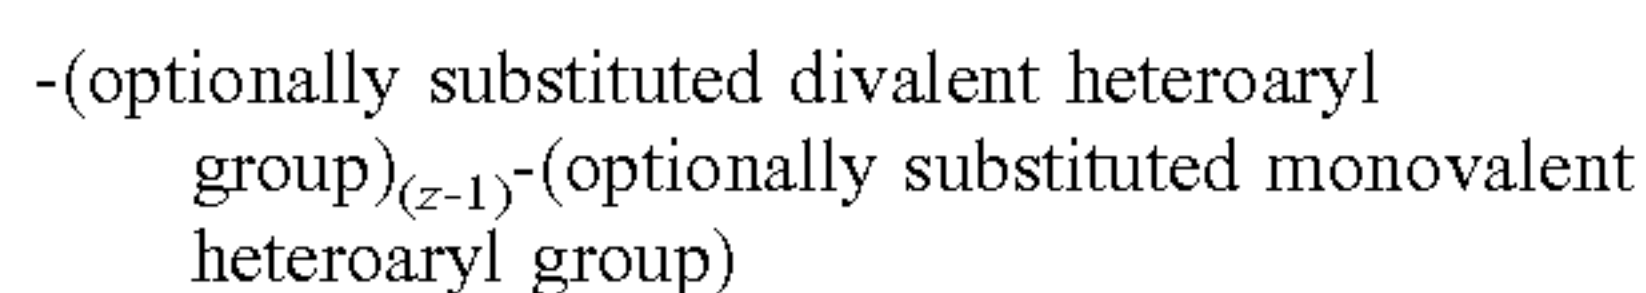 -(optionally substituted divalent heteroaryl
group)(z-1)-(optionally substituted monovalent
heteroaryl group)